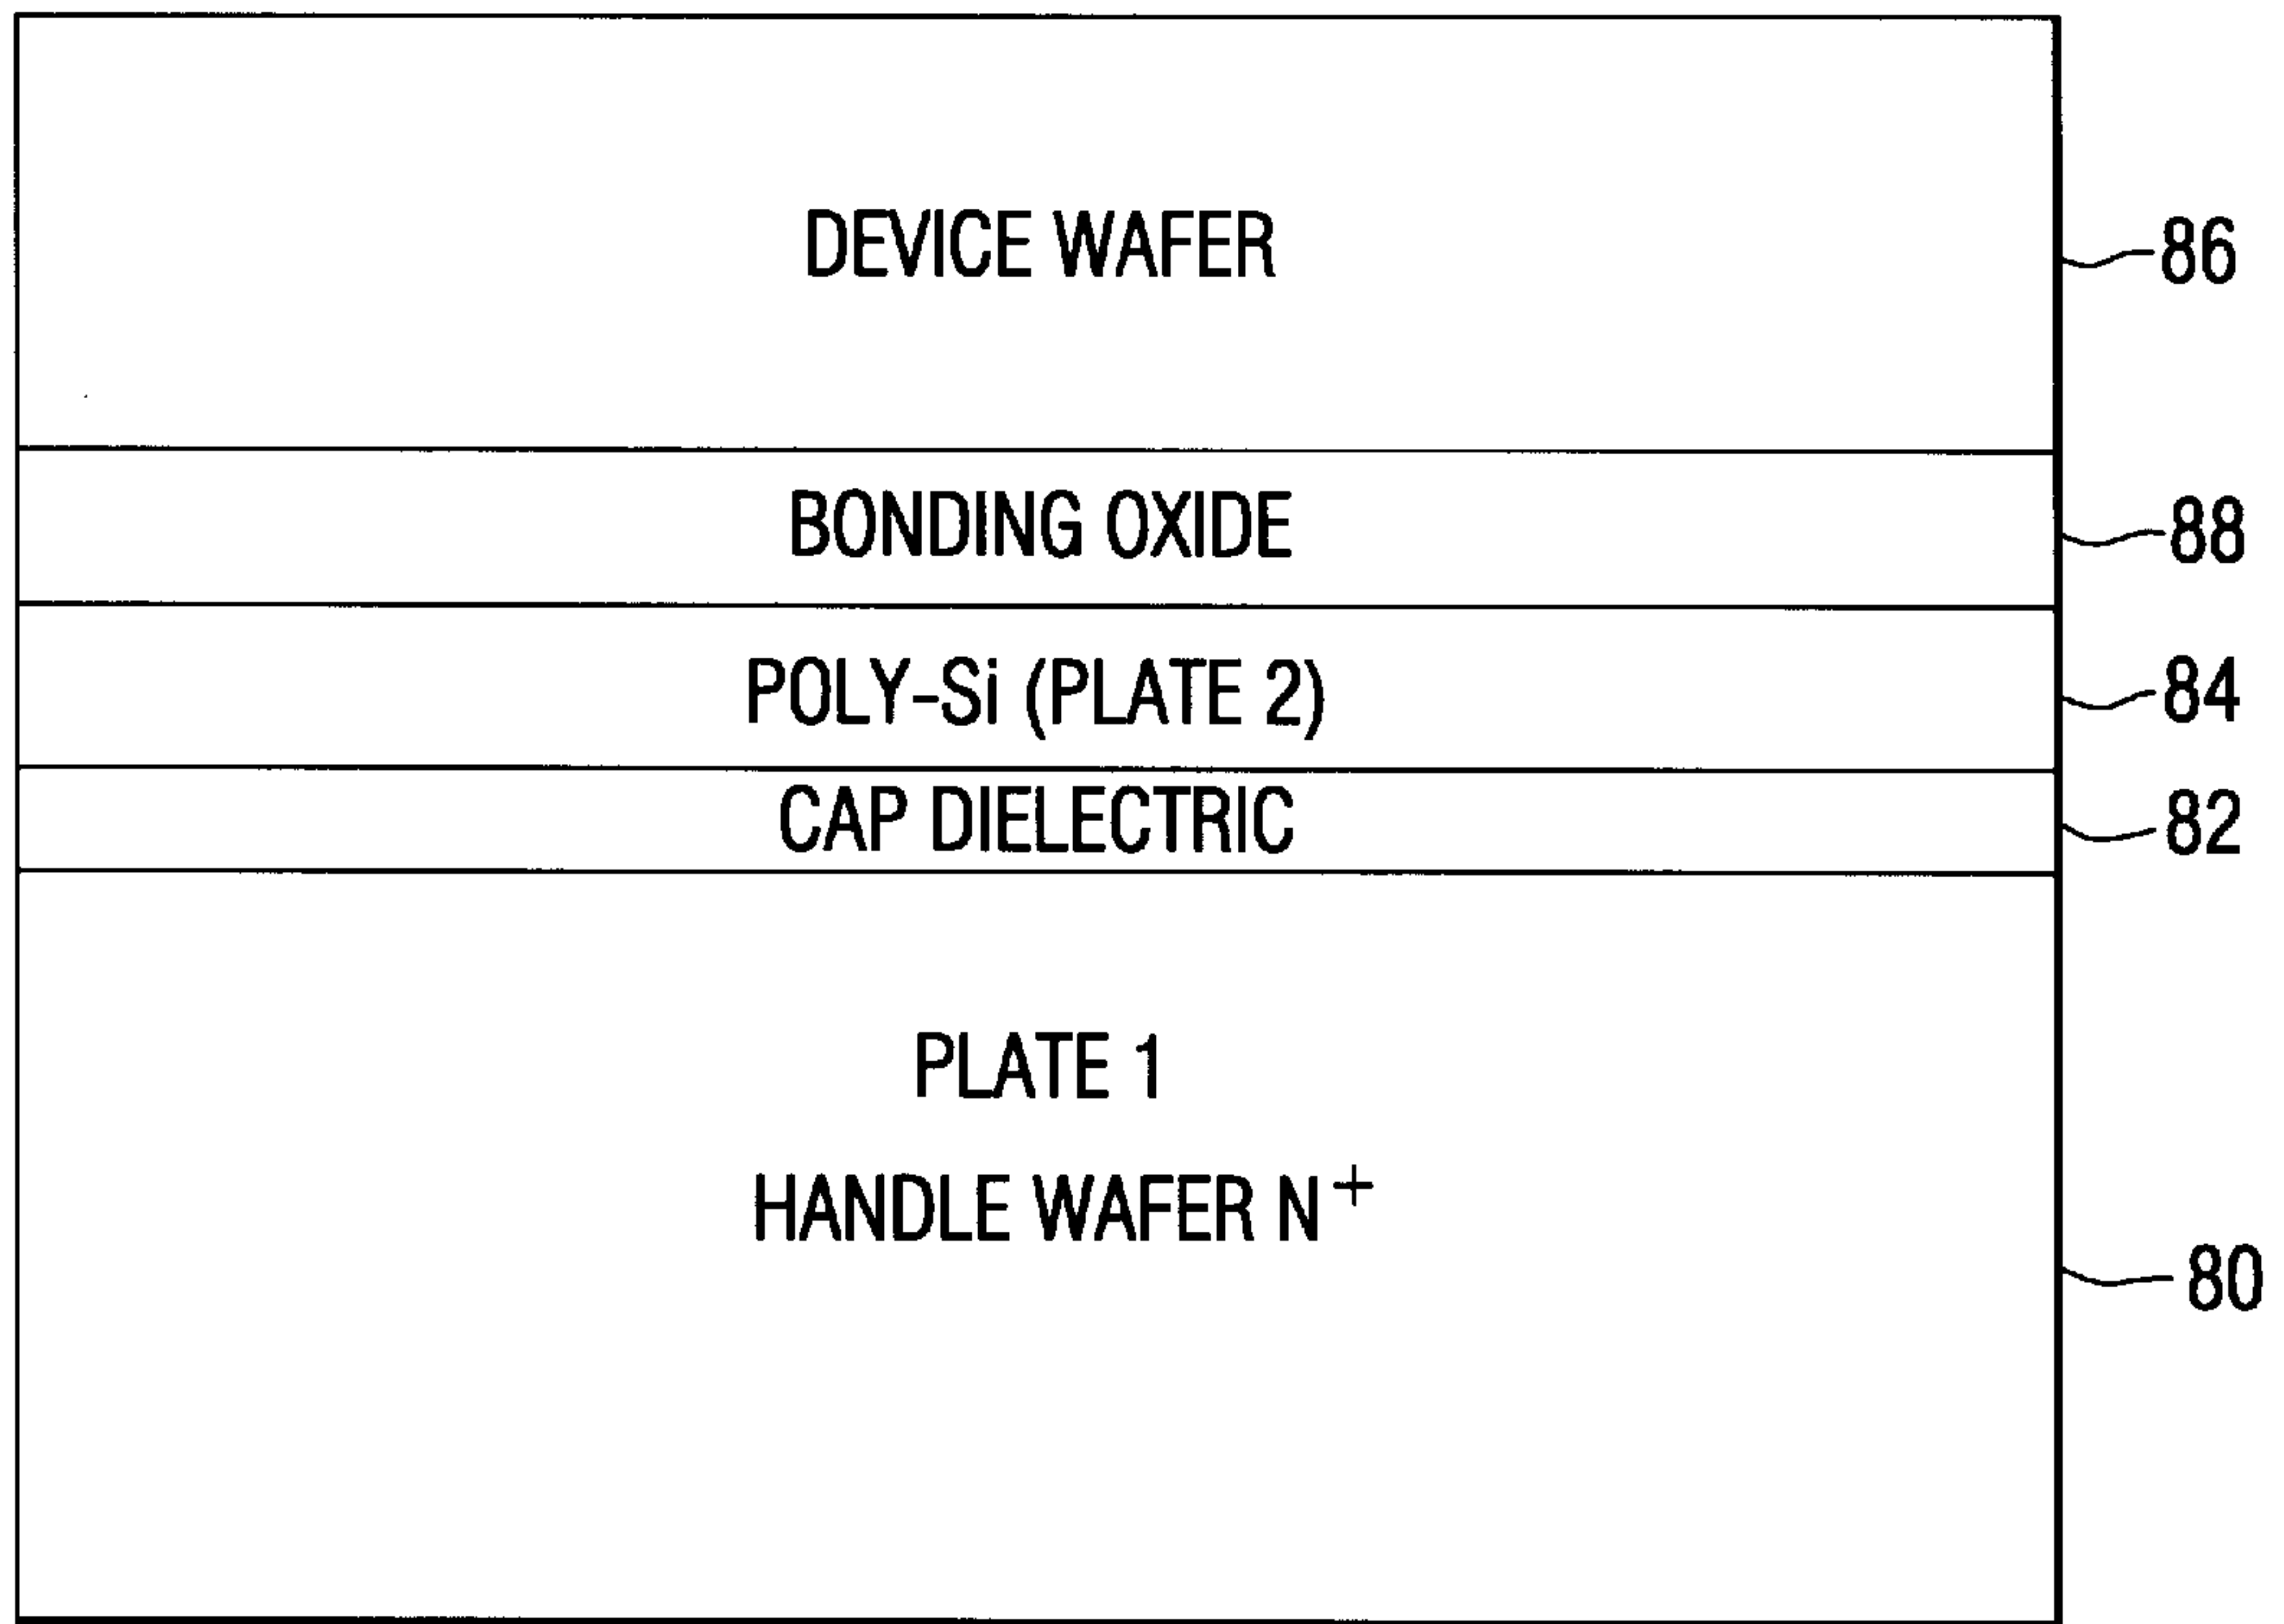 DEVICE WAFER
86
BONDING OXIDE
88
POLY-Si (PLATE 2)
84
CAP DIELECTRIC
82
PLATE 1
HANDLE WAFER N+
80